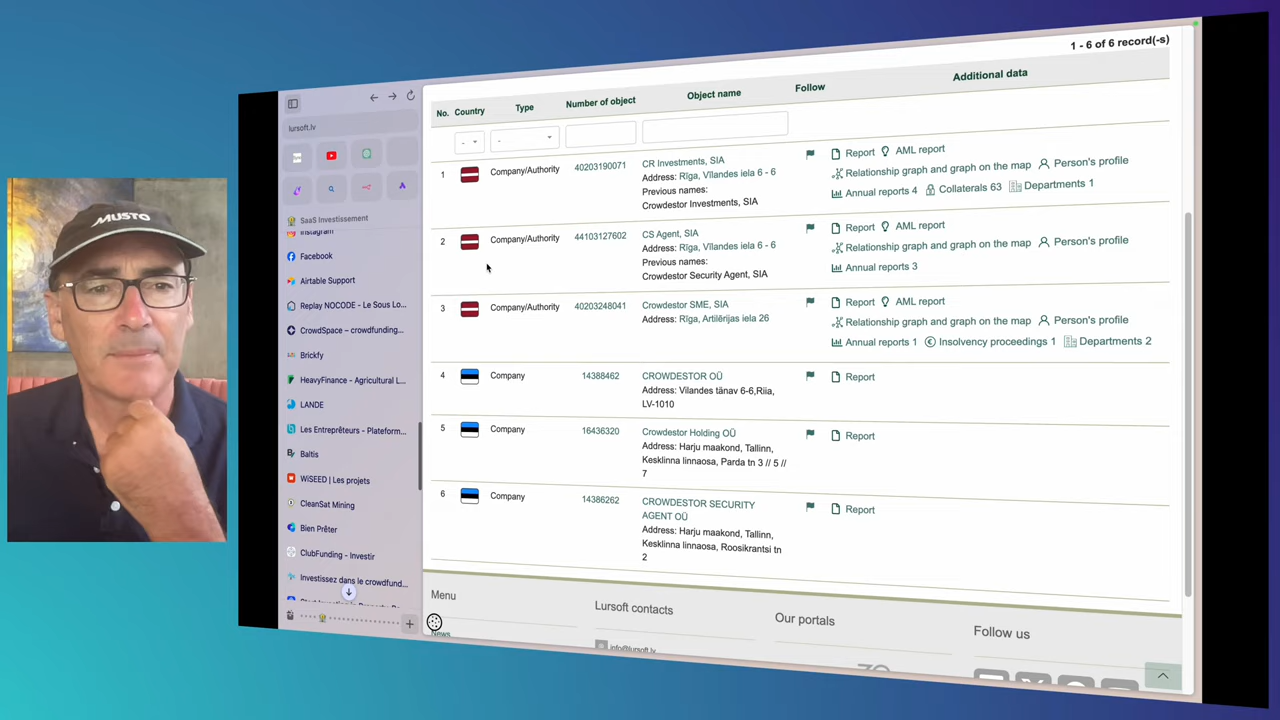 MUSTO
lursoft.lv
SaaS Investissement
Instagram
Facebook
Airtable Support
Replay NOCODE - Le Sous Lo...
CrowdSpace – crowdfunding...
Brickfy
HeavyFinance - Agricultural L...
LANDE
Les Entreprêteurs - Plateform...
Baltis
WiSEED | Les projets
CleanSat Mining
Bien Prêter
ClubFunding - Investir
Investissez dans le crowdfun...
1 - 6 of 6 record(-s)
No. Country Type Number of object Object name Follow Additional data
- -
1 Company/Authority 40203190071 CR Investments, SIA Report AML report
Address: Rīga, Vīlandes iela 6 - 6 Relationship graph and graph on the map Person's profile
Previous names: Annual reports 4 Collaterals 63 Departments 1
Crowdestor Investments, SIA
2 Company/Authority 44103127602 CS Agent, SIA Report AML report
Address: Rīga, Vīlandes iela 6 - 6 Relationship graph and graph on the map Person's profile
Previous names: Annual reports 3
Crowdestor Security Agent, SIA
3 Company/Authority 40203248041 Crowdestor SME, SIA Report AML report
Address: Rīga, Artilērijas iela 26 Relationship graph and graph on the map Person's profile
Annual reports 1 Insolvency proceedings 1 Departments 2
4 Company 14388462 CROWDESTOR OÜ Report
Address: Vilandes tänav 6-6,Riia,
LV-1010
5 Company 16436320 Crowdestor Holding OÜ Report
Address: Harju maakond, Tallinn,
Kesklinna linnaosa, Parda tn 3 // 5 //
7
6 Company 14386262 CROWDESTOR SECURITY Report
AGENT OÜ
Address: Harju maakond, Tallinn,
Kesklinna linnaosa, Roosikrantsi tn
2
Menu Lursoft contacts Our portals Follow us
News info@lursoft.lv